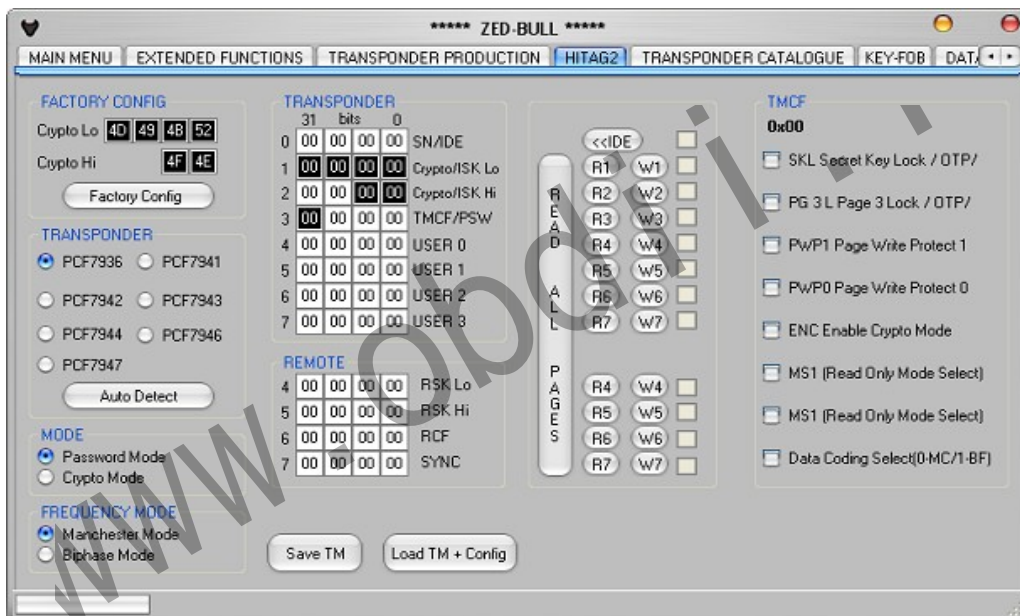 ***** ZED-BULL *****
MAIN MENU EXTENDED FUNCTIONS TRANSPONDER PRODUCTION HITAG2 TRANSPONDER CATALOGUE KEY-FOB DATA
FACTORY CONFIG
Crypto Lo 4D 49 4B 52
Crypto Hi 4F 4E
Factory Config
TRANSPONDER
PCF7936 PCF7941
PCF7942 PCF7943
PCF7944 PCF7946
PCF7947
Auto Detect
MODE
Password Mode
Crypto Mode
FREQUENCY MODE
Manchester Mode
Biphase Mode
TRANSPONDER
31 bits 0
0 00 00 00 00 SN/IDE
1 00 00 00 00 Crypto/ISK Lo
2 00 00 00 00 Crypto/ISK Hi
3 00 00 00 00 TMCF/PSW
4 00 00 00 00 USER 0
5 00 00 00 00 USER 1
6 00 00 00 00 USER 2
7 00 00 00 00 USER 3
REMOTE
4 00 00 00 00 RSK Lo
5 00 00 00 00 RSK Hi
6 00 00 00 00 RCF
7 00 00 00 00 SYNC
Save TM Load TM + Config
READ ALL PAGES
<<IDE
R1 W1
R2 W2
R3 W3
R4 W4
R5 W5
R6 W6
R7 W7
R4 W4
R5 W5
R6 W6
R7 W7
TMCF
0x00
SKL Secret Key Lock / OTP/
PG 3 L Page 3 Lock / OTP/
PWP1 Page Write Protect 1
PWP0 Page Write Protect 0
ENC Enable Crypto Mode
MS1 (Read Only Mode Select)
MS1 (Read Only Mode Select)
Data Coding Select(0-MC/1-BF)